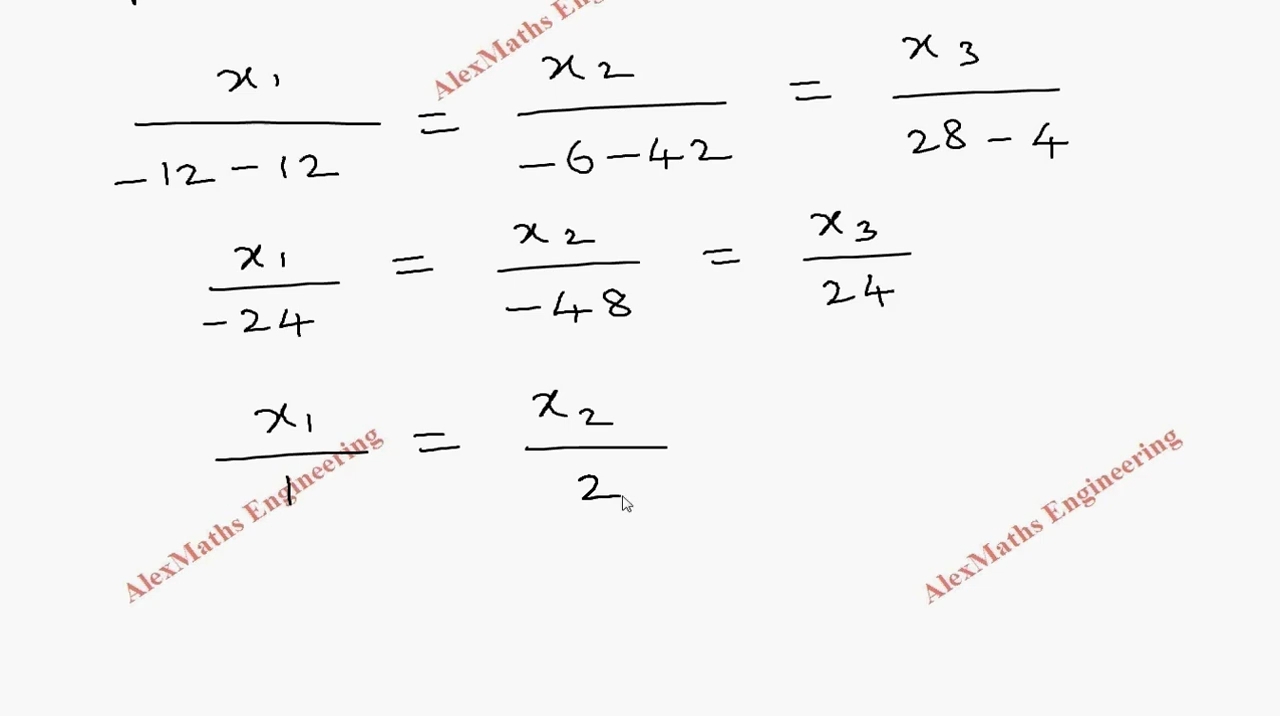 AlexMaths En
x₁/(-12-12) = x₂/(-6-42) = x₃/(28-4)
x₁/-24 = x₂/-48 = x₃/24
x₁/1 = x₂/2
AlexMaths Engineering
AlexMaths Engineering